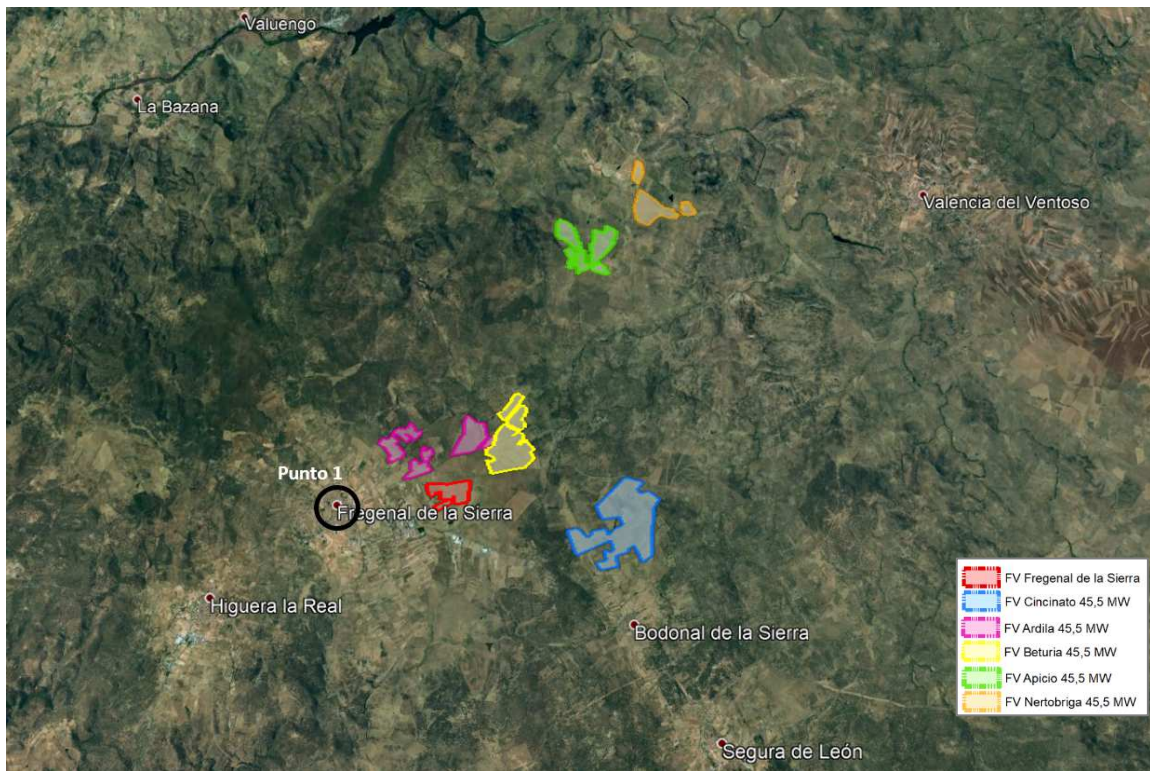 Valuengo
La Bazana
Valencia del Ventoso
Punto 1
Fregenal de la Sierra
Higuera la Real
Bodonal de la Sierra
Segura de León
FV Fregenal de la Sierra
FV Cincinato 45,5 MW
FV Ardila 45,5 MW
FV Beturia 45,5 MW
FV Apicio 45,5 MW
FV Nertobriga 45,5 MW